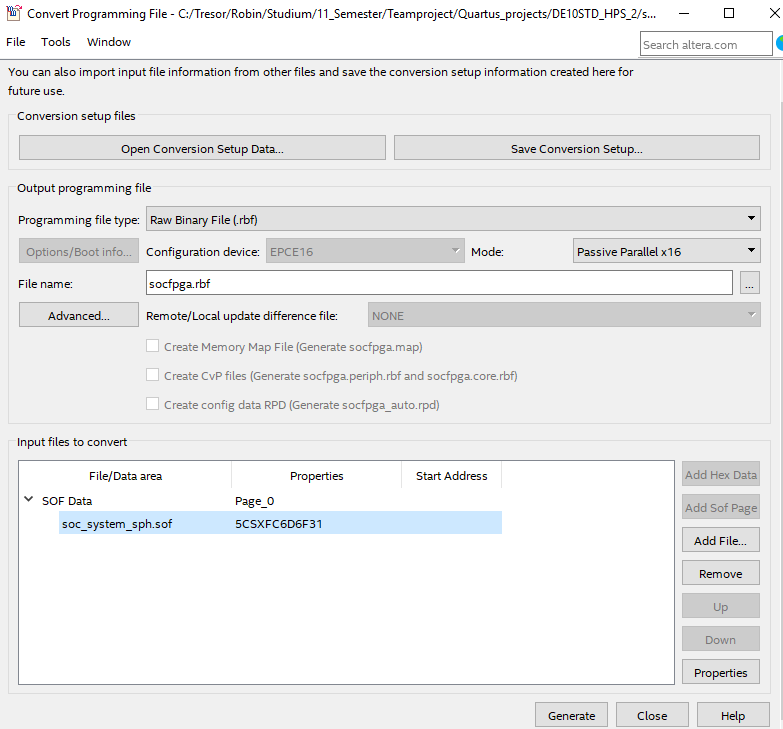 Convert Programming File - C:/Tresor/Robin/Studium/11_Semester/Teamproject/Quartus_projects/DE10STD_HPS_2/s...
File Tools Window
Search altera.com
You can also import input file information from other files and save the conversion setup information created here for
future use.
Conversion setup files
Open Conversion Setup Data...
Save Conversion Setup...
Output programming file
Programming file type: Raw Binary File (.rbf)
Options/Boot info... Configuration device: EPCE16 Mode: Passive Parallel x16
File name: socfpga.rbf ...
Advanced... Remote/Local update difference file: NONE
Create Memory Map File (Generate socfpga.map)
Create CvP files (Generate socfpga.periph.rbf and socfpga.core.rbf)
Create config data RPD (Generate socfpga_auto.rpd)
Input files to convert
File/Data area Properties Start Address
SOF Data Page_0
soc_system_sph.sof 5CSXFC6D6F31
Add Hex Data
Add Sof Page
Add File...
Remove
Up
Down
Properties
Generate Close Help